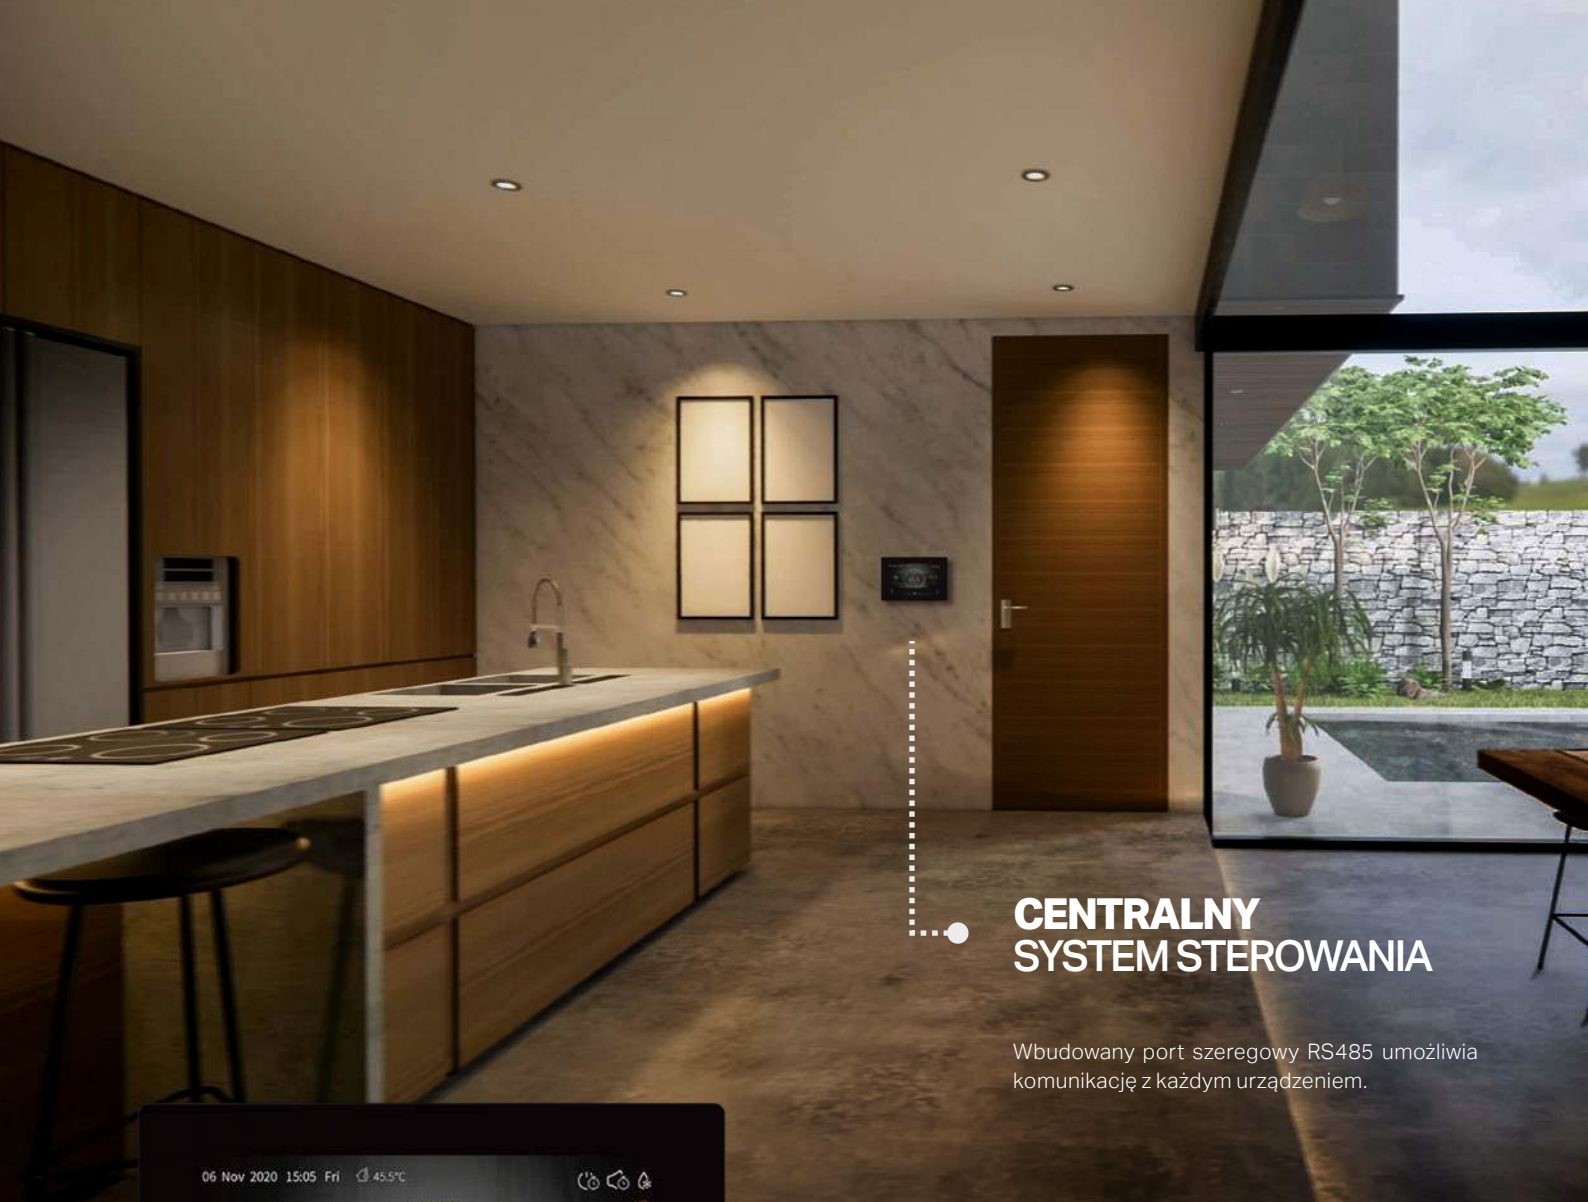 CENTRALNY
SYSTEM STEROWANIA
Wbudowany port szeregowy RS485 umożliwia
komunikację z każdym urządzeniem.
06 Nov 2020 15:05 Fri 45.5°C